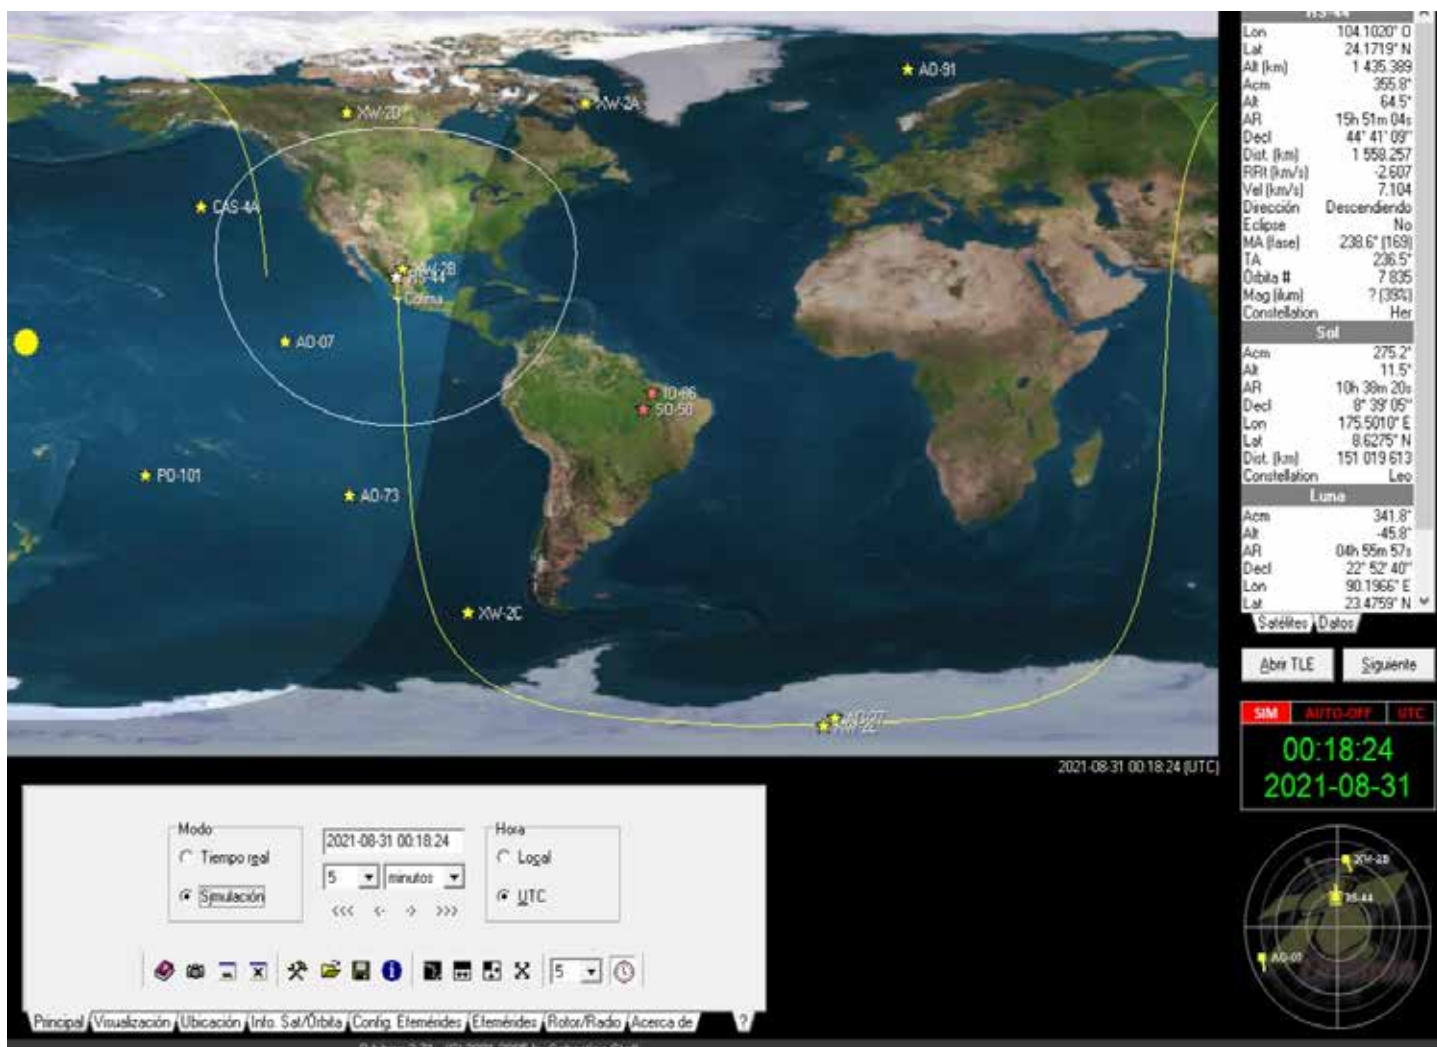 AO-91
XW-2D
XW-2A
CAS-4A
XW-2B
RS-44
Colima
AO-07
IO-86
SO-50
PO-101
AO-73
XW-2C
AO-27
2021-08-31 00:18:24 (UTC)
RS-44
Lon 104.1020° O
Lat 24.1719° N
Alt (km) 1 435.389
Acm 355.8°
Alt 64.5°
AR 15h 51m 04s
Decl 44° 41' 09"
Dist. (km) 1 558.257
RRt (km/s) -2.607
Vel (km/s) 7.104
Dirección Descendiendo
Eclipse No
MA (fase) 238.6° (169)
TA 236.5°
Órbita # 7 835
Mag (ilum) ? (39%)
Constellation Her
Sol
Acm 275.2°
Alt 11.5°
AR 10h 38m 20s
Decl 8° 39' 05"
Lon 175.5010° E
Lat 8.6275° N
Dist. (km) 151 019 613
Constellation Leo
Luna
Acm 341.8°
Alt -45.8°
AR 04h 55m 57s
Decl 22° 52' 40"
Lon 90.1966° E
Lat 23.4759° N
Satélites Datos
Abrir TLE Siguiente
SIM AUTO-OFF UTC
00:18:24
2021-08-31
XW-2B
RS-44
AO-07
Modo
Tiempo real
Simulación
2021-08-31 00:18:24
5 minutos
<<< <- -> >>>
Hora
Local
UTC
5
Principal Visualización Ubicación Info. Sat/Órbita Config. Efemérides Efemérides Rotor/Radio Acerca de ?